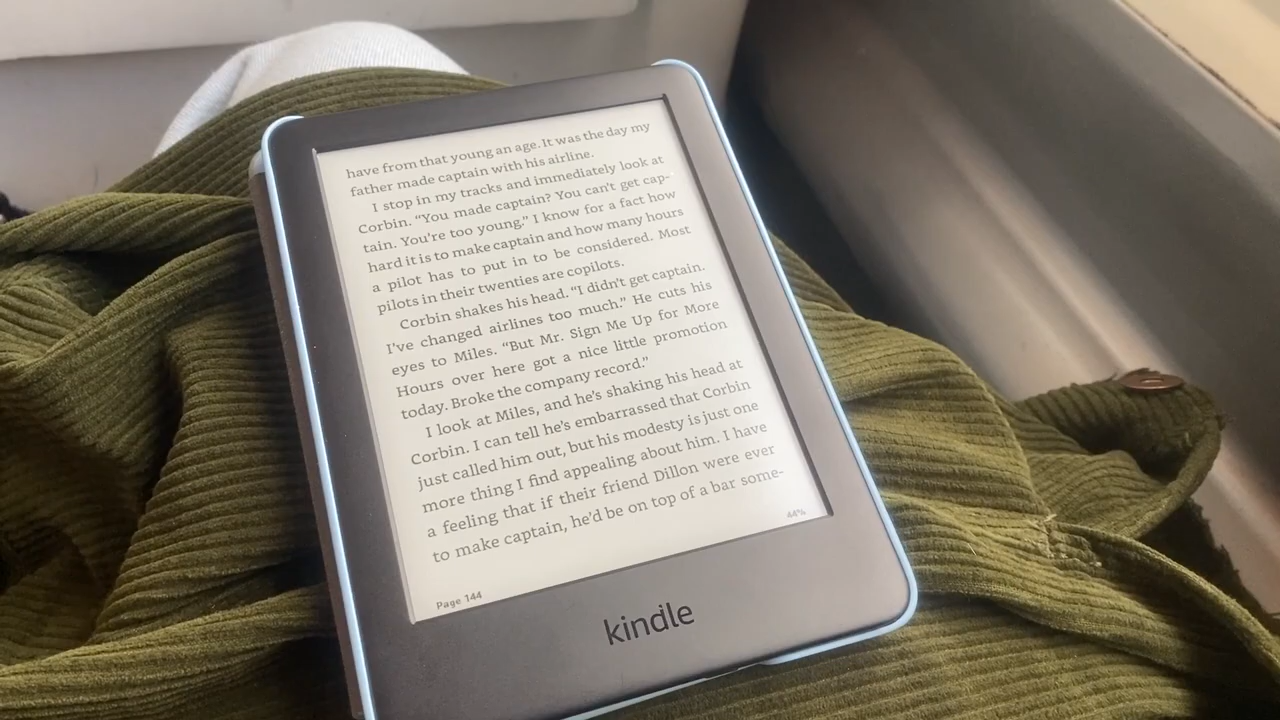 have from that young an age. It was the day my
father made captain with his airline.
I stop in my tracks and immediately look at
Corbin. “You made captain? You can't get cap-
tain. You're too young.” I know for a fact how
hard it is to make captain and how many hours
a pilot has to put in to be considered. Most
pilots in their twenties are copilots.
Corbin shakes his head. “I didn't get captain.
I've changed airlines too much.” He cuts his
eyes to Miles. “But Mr. Sign Me Up for More
Hours over here got a nice little promotion
today. Broke the company record.”
I look at Miles, and he's shaking his head at
Corbin. I can tell he's embarrassed that Corbin
just called him out, but his modesty is just one
more thing I find appealing about him. I have
a feeling that if their friend Dillon were ever
to make captain, he'd be on top of a bar some-
Page 144
44%
kindle